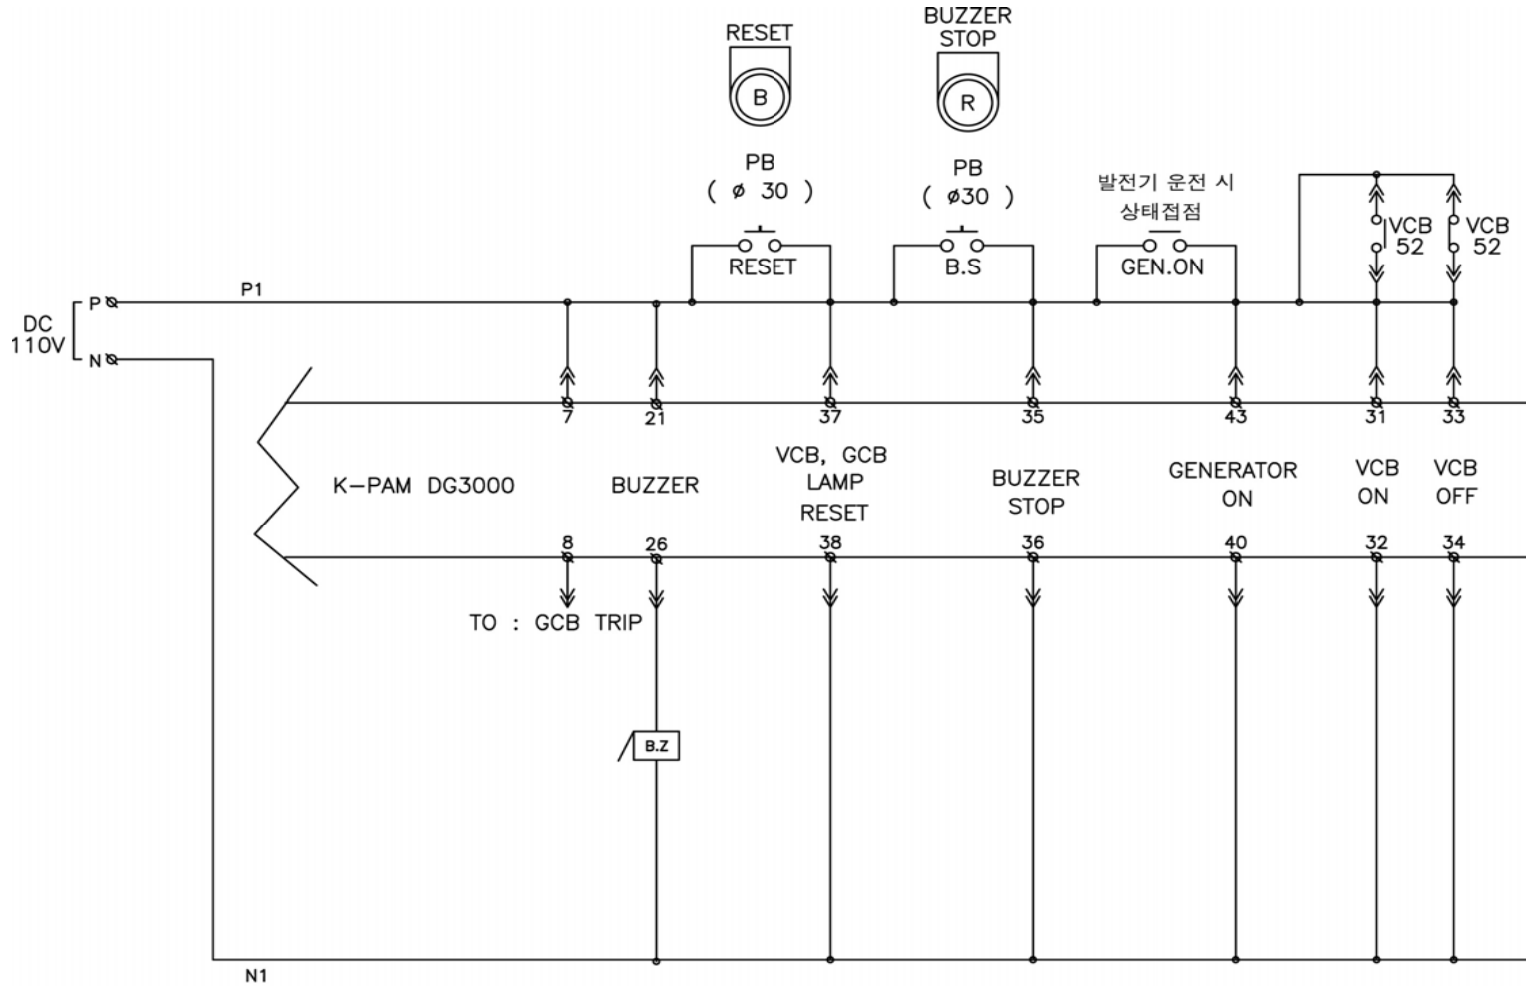 RESET
BUZZER
STOP
B
R
PB
( ø 30 )
PB
( ø30 )
발전기 운전 시
상태접점
RESET
B.S
GEN.ON
VCB
52
VCB
52
P1
DC
110V
P
N
7
21
37
35
43
31
33
K-PAM DG3000
BUZZER
VCB, GCB
LAMP
RESET
BUZZER
STOP
GENERATOR
ON
VCB
ON
VCB
OFF
8
26
38
36
40
32
34
TO : GCB TRIP
B.Z
N1